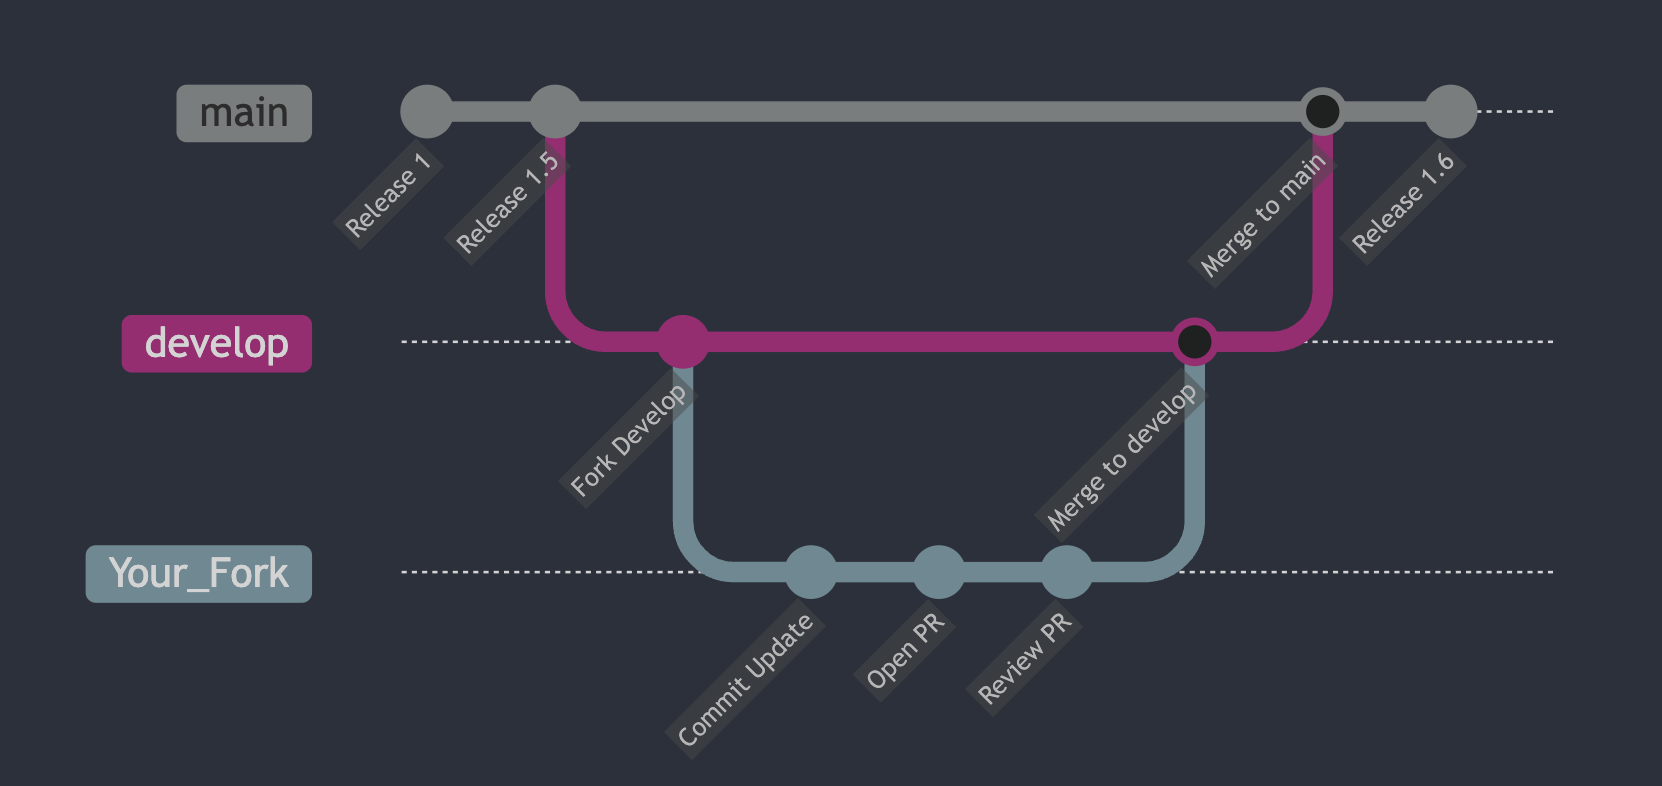 main
Release 1
Release 1.5
Merge to main
Release 1.6
develop
Fork Develop
Merge to develop
Your_Fork
Commit Update
Open PR
Review PR